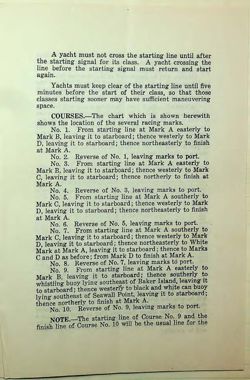 A yacht must not cross the starting line until after
the starting signal for its class. A yacht crossing the
line before the starting signal must return and start
again.
Yachts must keep clear of the starting line until five
minutes before the start of their class, so that those
classes starting sooner may have sufficient maneuvering
space.
COURSES.—The chart which is shown herewith
shows the location of the several racing marks.
No. 1. From starting line at Mark A easterly to
Mark B, leaving it to starboard; thence westerly to Mark
D, leaving it to starboard; thence northeasterly to finish
at Mark A.
No. 2. Reverse of No. 1, leaving marks to port.
No. 3. From starting line at Mark A easterly to
Mark B, leaving it to starboard; thence westerly to Mark
C, leaving it to starboard; thence northerly to finish at
Mark A.
No. 4. Reverse of No. 3, leaving marks to port.
No. 5. From starting line at Mark A southerly to
Mark C, leaving it to starboard; thence westerly to Mark
D, leaving it to starboard; thence northeasterly to finish
at Mark A.
No. 6. Reverse of No. 5, leaving marks to port.
No. 7. From starting line at Mark A southerly to
Mark C, leaving it to starboard; thence westerly to Mark
D, leaving it to starboard; thence northeasterly to White
Mark at Mark A, leaving it to starboard; thence to Marks
C and D as before; from Mark D to finish at Mark A.
No. 8. Reverse of No. 7, leaving marks to port.
No. 9. From starting line at Mark A easterly to
Mark B, leaving it to starboard; thence southerly to
whistling buoy lying southeast of Baker Island, leaving it
to starboard; thence westerly to black and white can buoy
lying southeast of Seawall Point, leaving it to starboard;
thence northerly to finish at Mark A.
No. 10. Reverse of No. 9, leaving marks to port.
NOTE.—The starting line of Course No. 9 and the
finish line of Course No. 10 will be the usual line for the